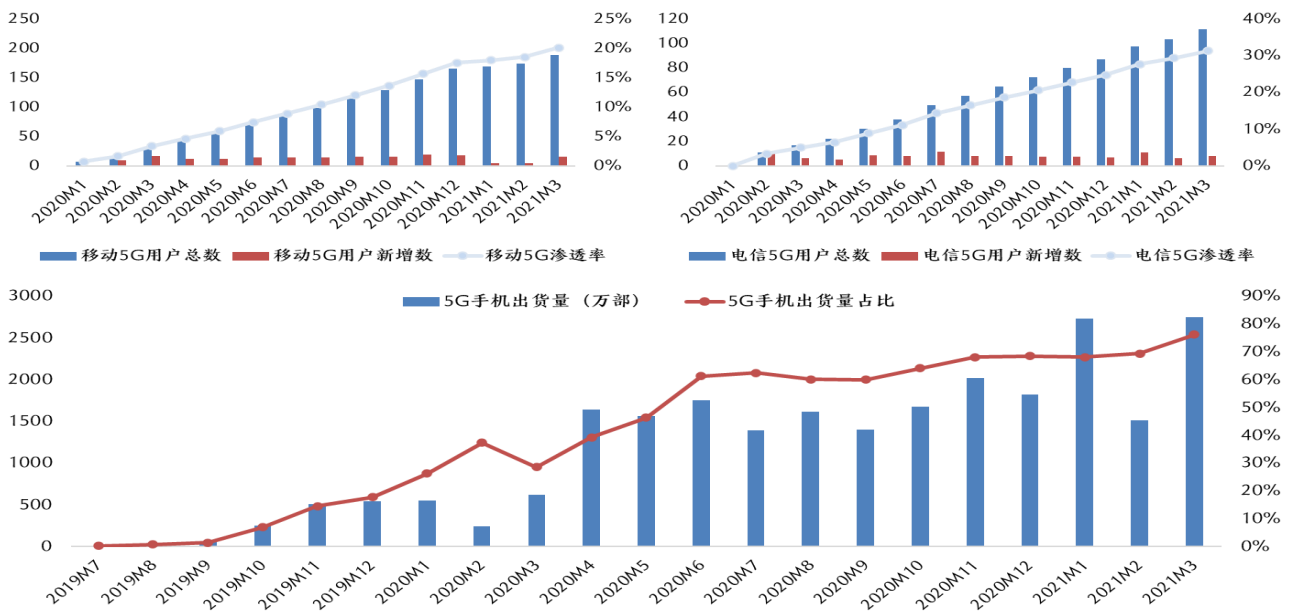 250
200
150
100
50
0
25%
20%
15%
10%
5%
0%
2020M1
2020M2
2020M3
2020M4
2020M5
2020M6
2020M7
2020M8
2020M9
2020M10
2020M11
2020M12
2021M1
2021M2
2021M3
移动5G用户总数 移动5G用户新增数 移动5G渗透率
120
100
80
60
40
20
0
40%
30%
20%
10%
0%
2020M1
2020M2
2020M3
2020M4
2020M5
2020M6
2020M7
2020M8
2020M9
2020M10
2020M11
2020M12
2021M1
2021M2
2021M3
电信5G用户总数 电信5G用户新增数 电信5G渗透率
5G手机出货量（万部） 5G手机出货量占比
3000
2500
2000
1500
1000
500
0
90%
80%
70%
60%
50%
40%
30%
20%
10%
0%
2019M7
2019M8
2019M9
2019M10
2019M11
2019M12
2020M1
2020M2
2020M3
2020M4
2020M5
2020M6
2020M7
2020M8
2020M9
2020M10
2020M11
2020M12
2021M1
2021M2
2021M3